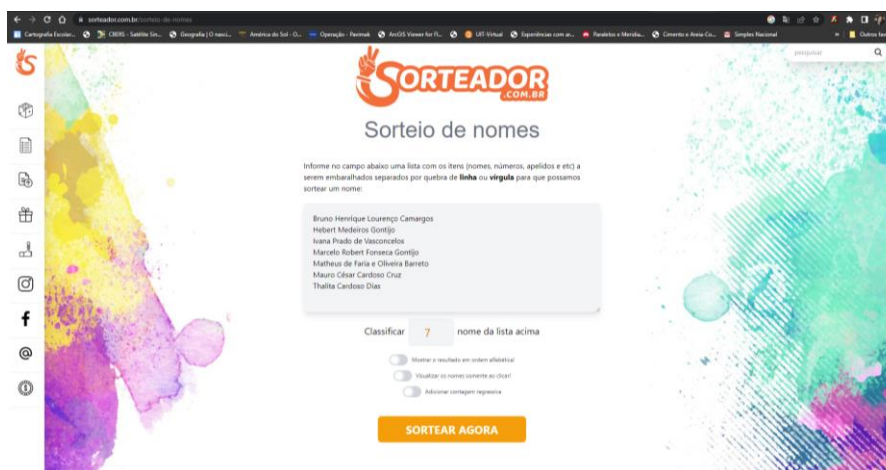 sorteador.com.br/sorteio-de-nomes
Cartografia Escolar...
CBERS - Satélite Sin...
Geografia | O nasci...
América do Sol - O...
Operação - Pavimak
ArcGIS Viewer for Fl...
UIT-Virtual
Experiências com ar...
Paralelos e Meridia...
Cimento e Areia-Co...
Simples Nacional
Outros fav
pesquisar
SORTEADOR
.COM.BR
Sorteio de nomes
Informe no campo abaixo uma lista com os itens (nomes, números, apelidos e etc) a
serem embaralhados separados por quebra de linha ou vírgula para que possamos
sortear um nome:
Bruno Henrique Lourenço Camargos
Hebert Medeiros Gontijo
Ivana Prado de Vasconcelos
Marcelo Robert Fonseca Gontijo
Matheus de Faria e Oliveira Barreto
Mauro César Cardoso Cruz
Thalita Cardoso Dias
Classificar 7 nome da lista acima
Mostrar o resultado em ordem alfabética!
Visualizar os nomes somente ao clicar!
Adicionar contagem regressiva
SORTEAR AGORA